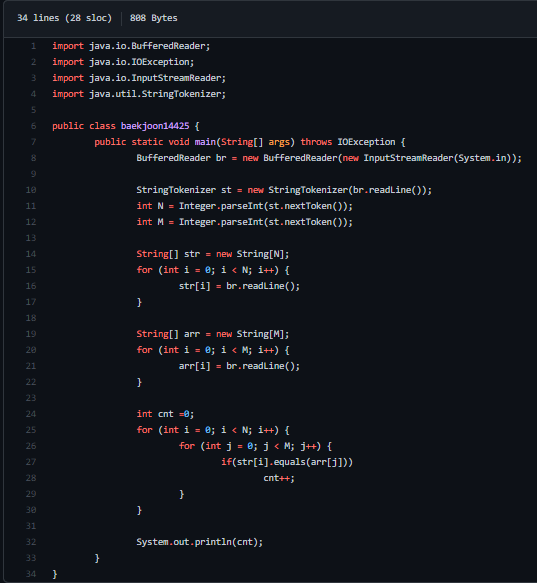 34 lines (28 sloc) | 808 Bytes
1 import java.io.BufferedReader;
2 import java.io.IOException;
3 import java.io.InputStreamReader;
4 import java.util.StringTokenizer;
5
6 public class baekjoon14425 {
7 public static void main(String[] args) throws IOException {
8 BufferedReader br = new BufferedReader(new InputStreamReader(System.in));
9
10 StringTokenizer st = new StringTokenizer(br.readLine());
11 int N = Integer.parseInt(st.nextToken());
12 int M = Integer.parseInt(st.nextToken());
13
14 String[] str = new String[N];
15 for (int i = 0; i < N; i++) {
16 str[i] = br.readLine();
17 }
18
19 String[] arr = new String[M];
20 for (int i = 0; i < M; i++) {
21 arr[i] = br.readLine();
22 }
23
24 int cnt =0;
25 for (int i = 0; i < N; i++) {
26 for (int j = 0; j < M; j++) {
27 if(str[i].equals(arr[j]))
28 cnt++;
29 }
30 }
31
32 System.out.println(cnt);
33 }
34 }